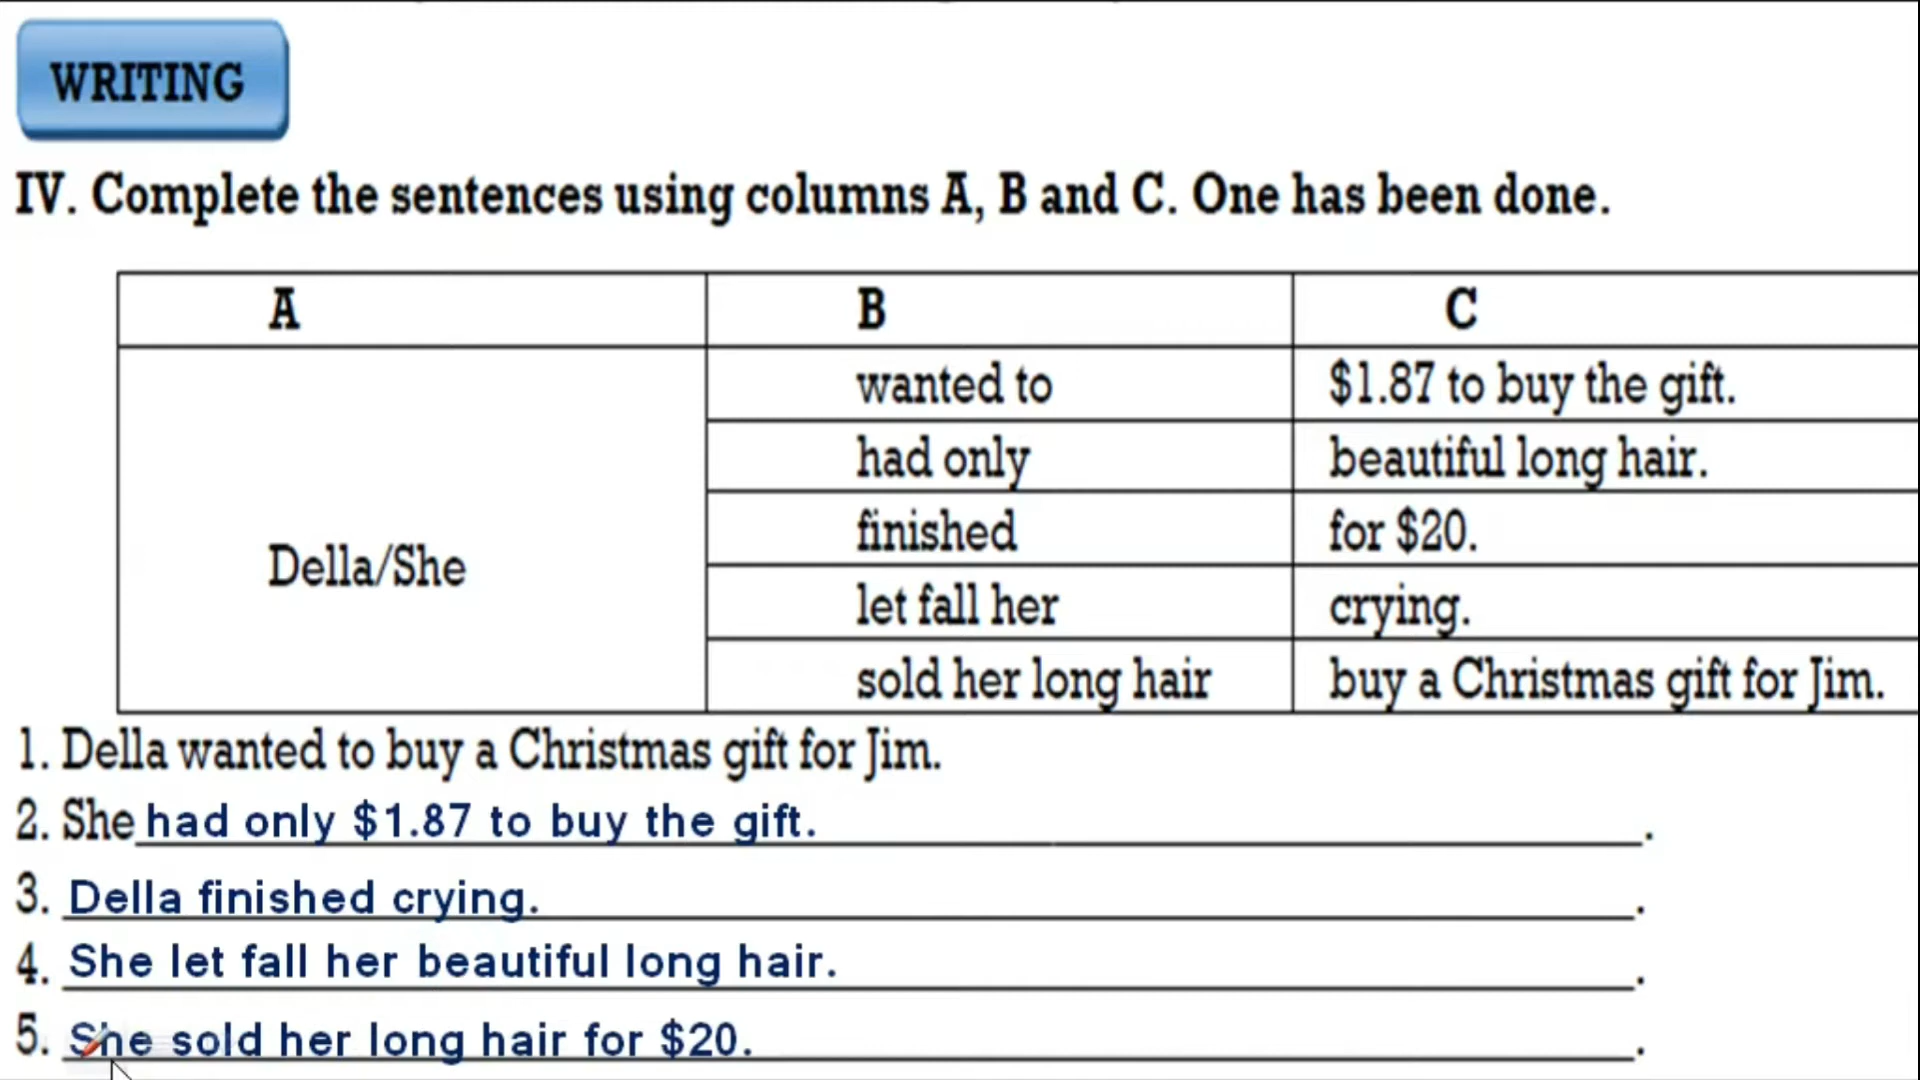 WRITING
IV. Complete the sentences using columns A, B and C. One has been done.
A B C
wanted to $1.87 to buy the gift.
had only beautiful long hair.
finished for $20.
Della/She
let fall her crying.
sold her long hair buy a Christmas gift for Jim.
1. Della wanted to buy a Christmas gift for Jim.
2. She had only $1.87 to buy the gift. .
3. Della finished crying. .
4. She let fall her beautiful long hair. .
5. She sold her long hair for $20. .